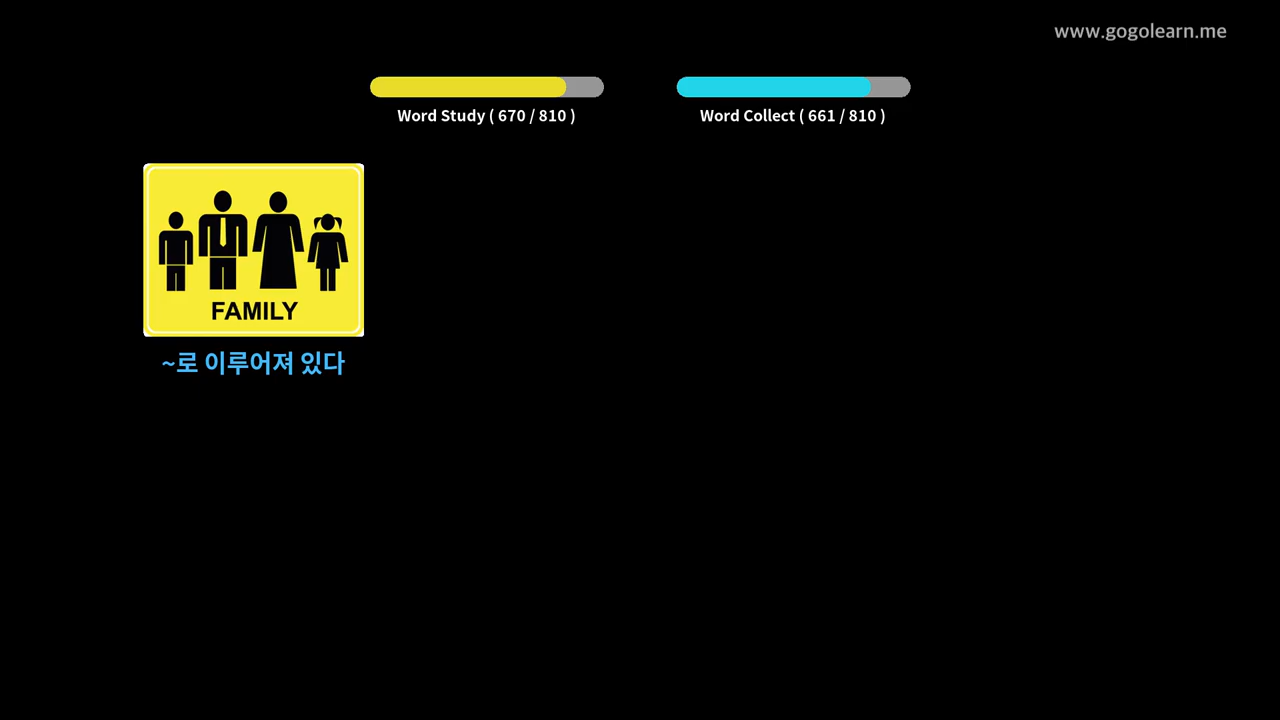 www.gogolearn.me
Word Study ( 670 / 810 )
Word Collect ( 661 / 810 )
FAMILY
~로 이루어져 있다